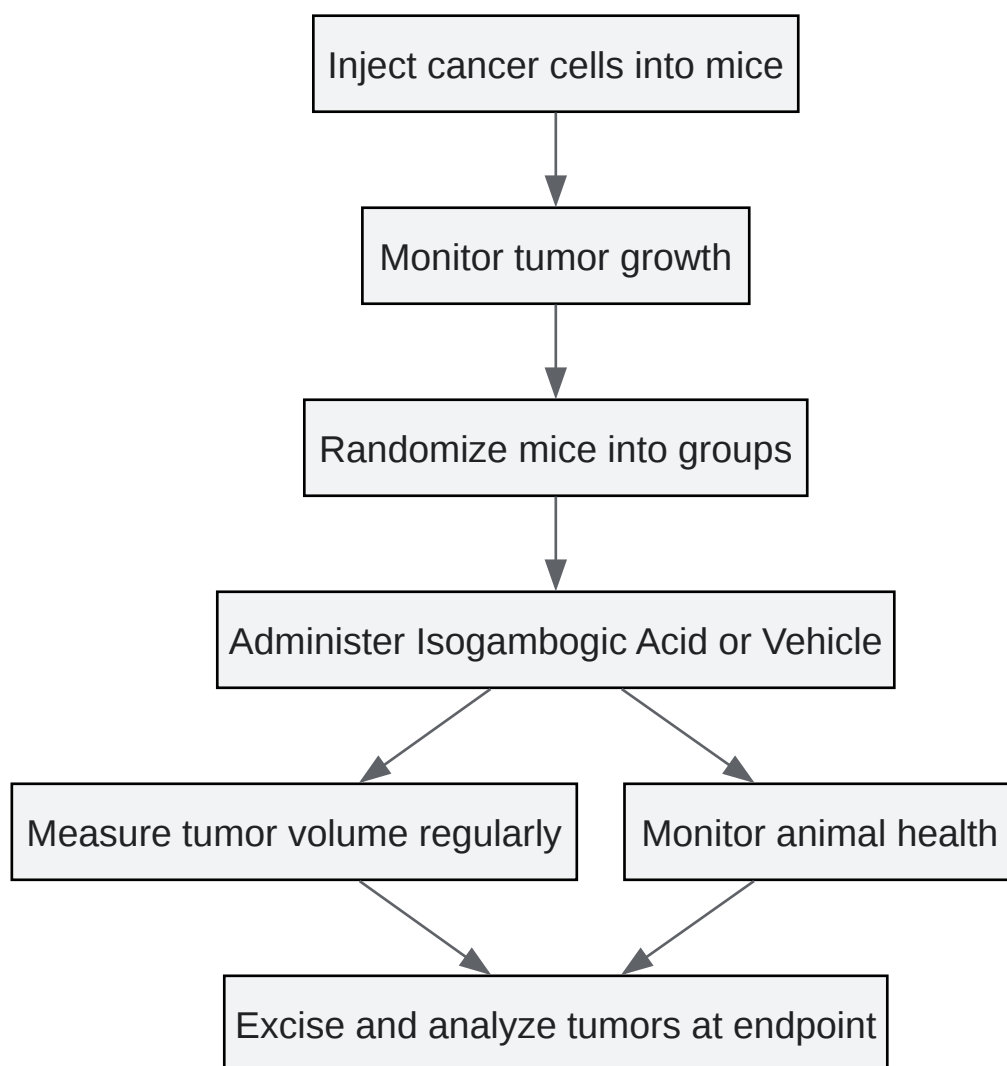 Inject cancer cells into mice
Monitor tumor growth
Randomize mice into groups
Administer Isogambogic Acid or Vehicle
Measure tumor volume regularly
Monitor animal health
Excise and analyze tumors at endpoint